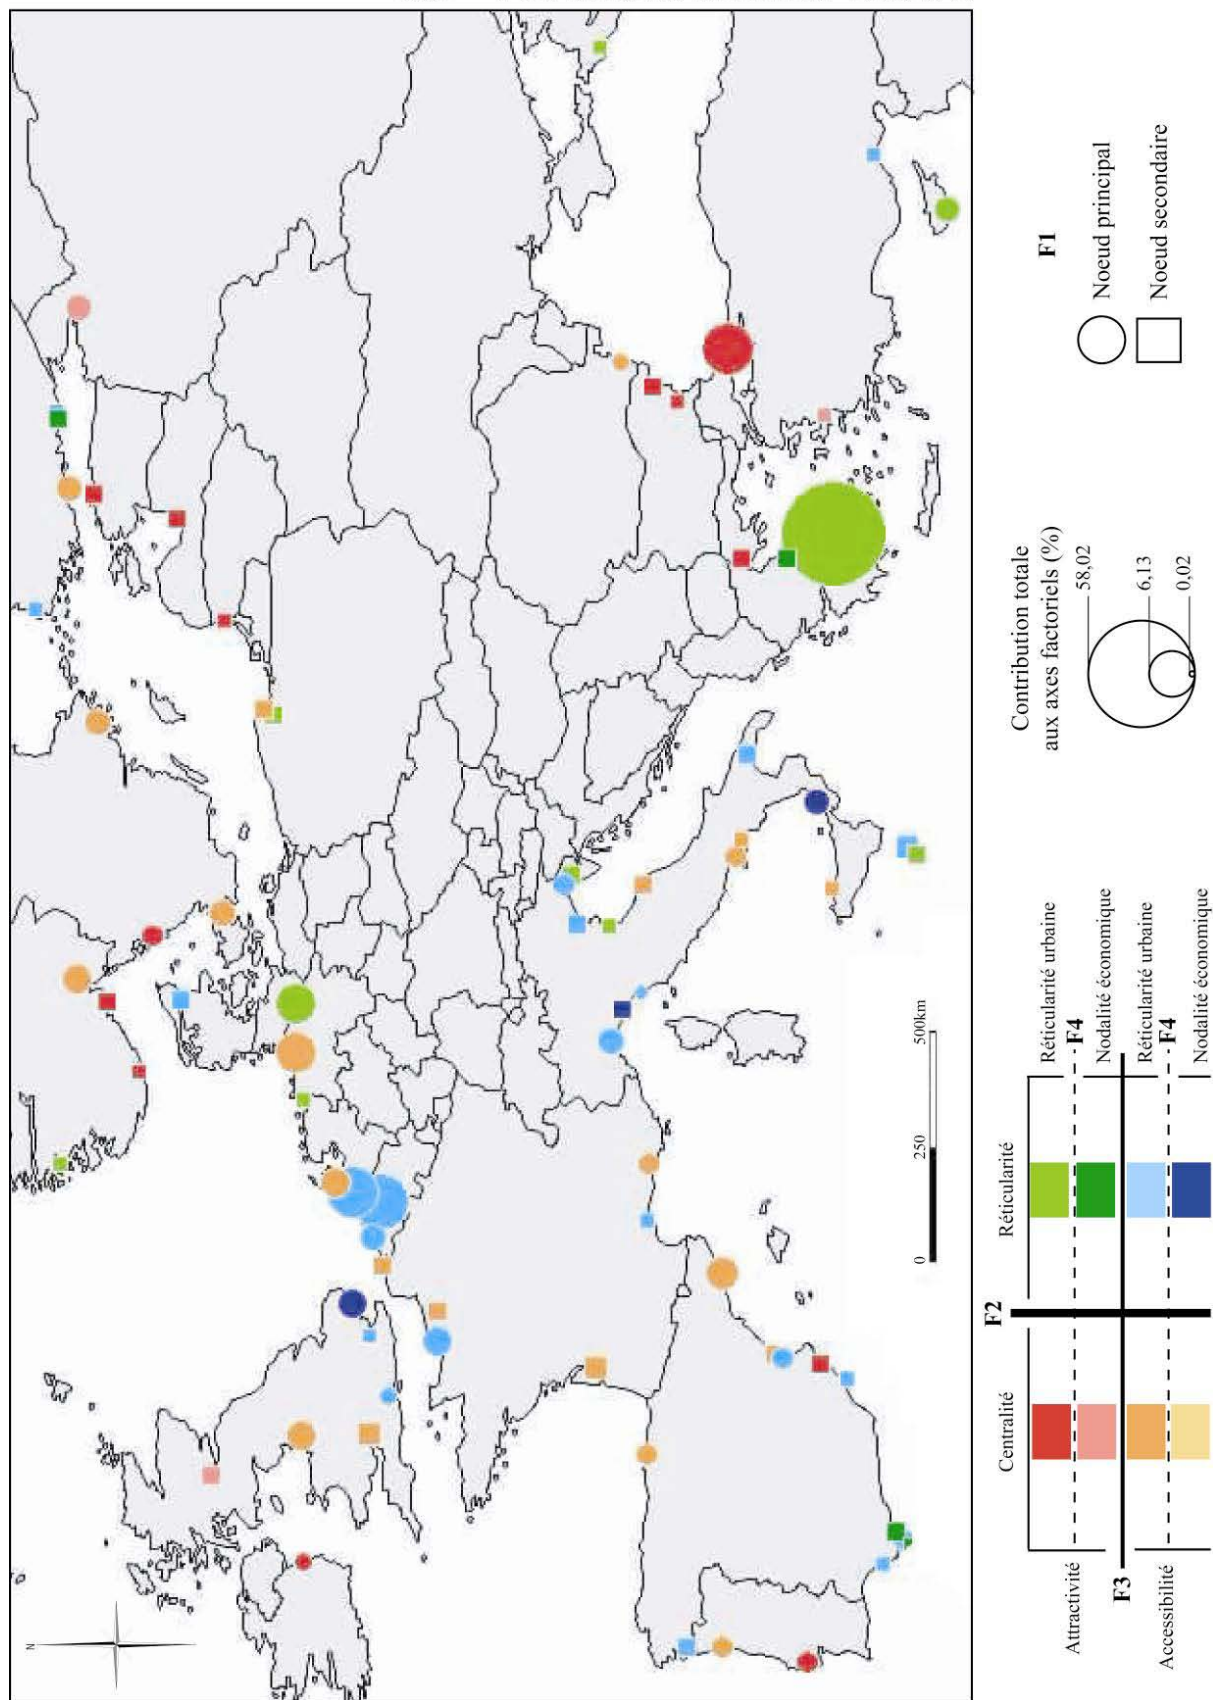 N
0
250
500km
F2
Centralité
Réticularité
Attractivité
F3
Accessibilité
Réticularité urbaine
F4
Nodalité économique
Réticularité urbaine
F4
Nodalité économique
Contribution totale
aux axes factoriels (%)
58,02
6,13
0,02
F1
Noeud principal
Noeud secondaire